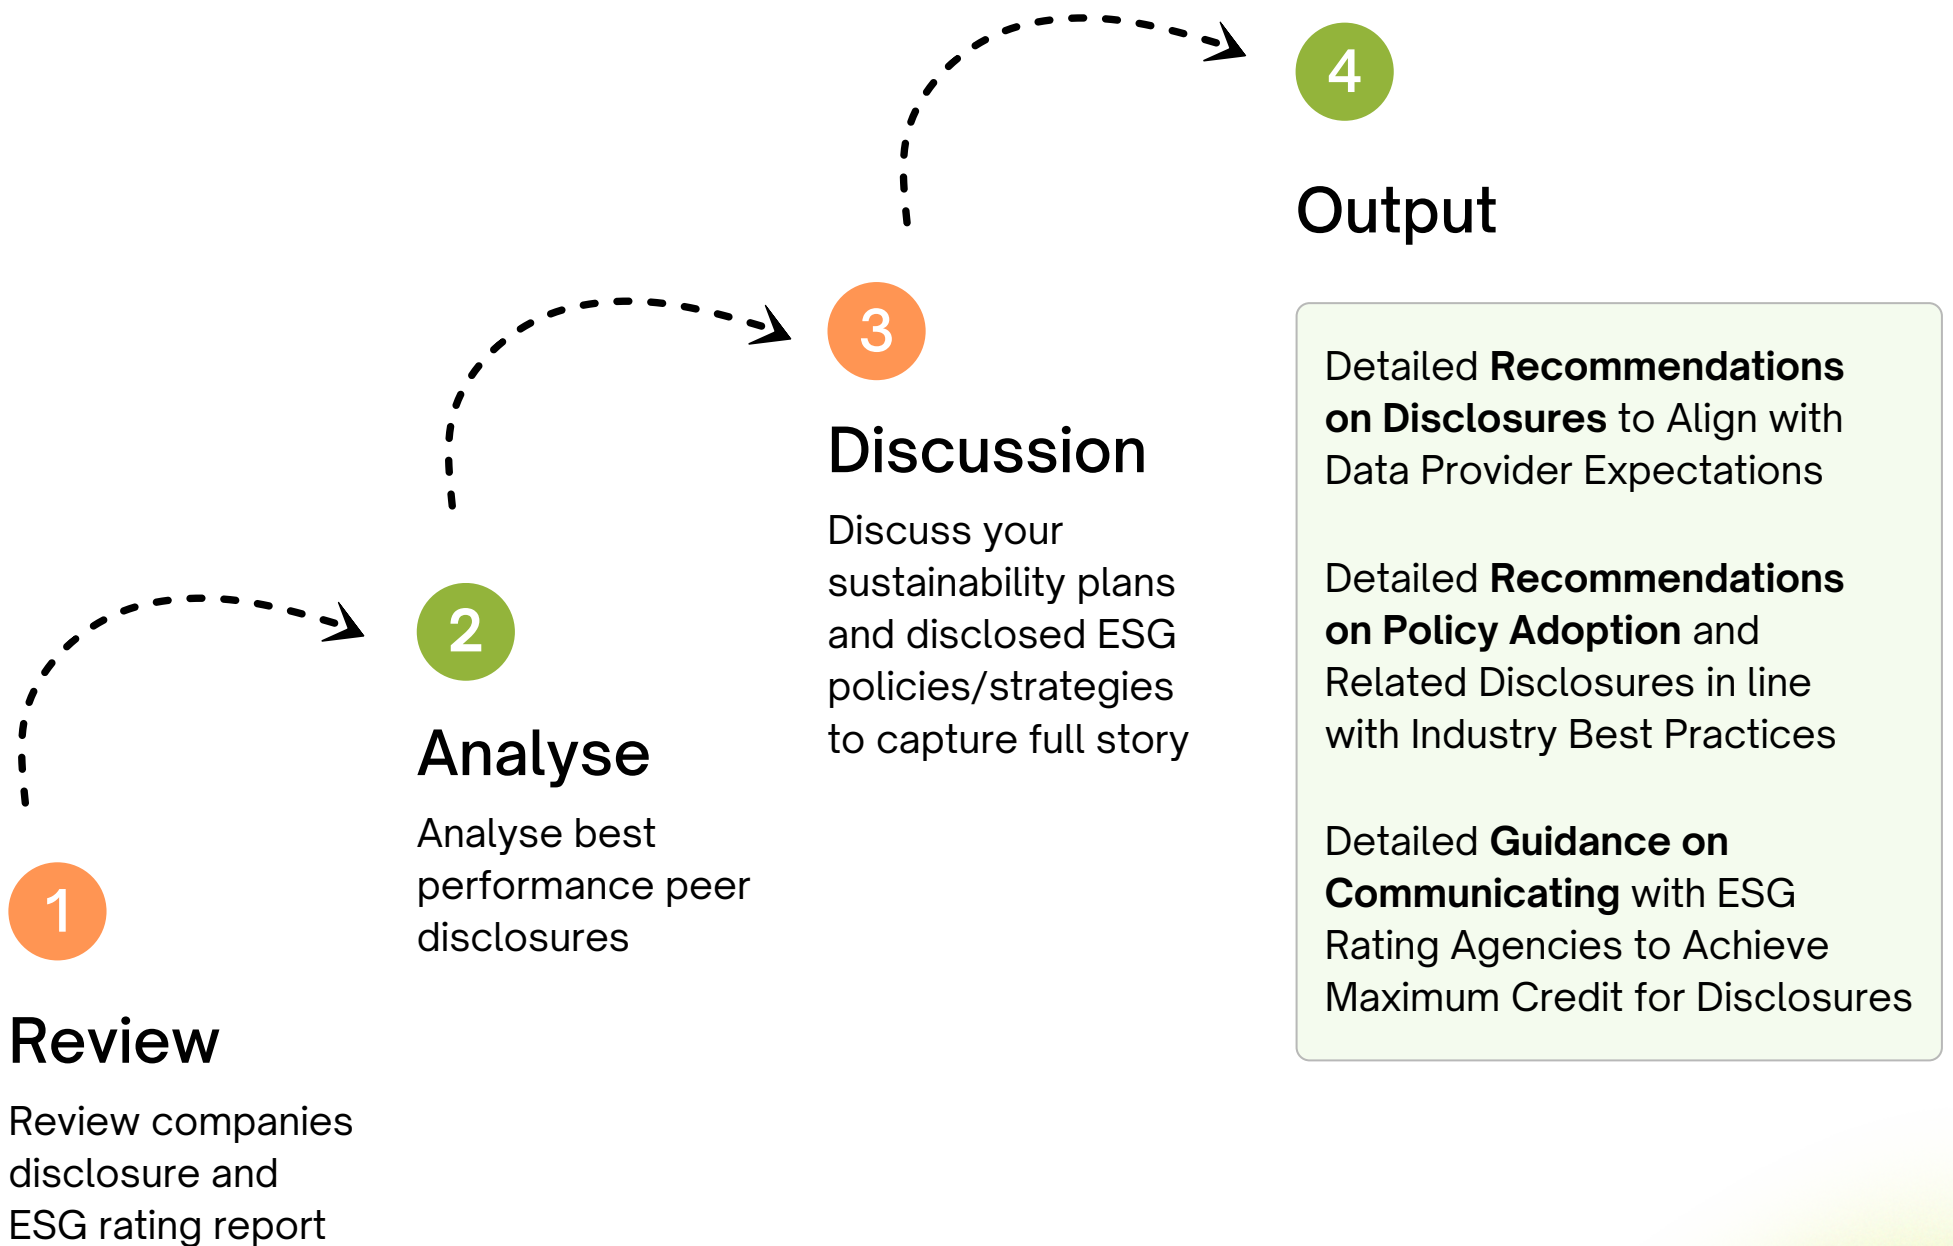 1
Review
Review companies
disclosure and
ESG rating report
2
Analyse
Analyse best
performance peer
disclosures
3
Discussion
Discuss your
sustainability plans
and disclosed ESG
policies/strategies
to capture full story
4
Output
Detailed Recommendations
on Disclosures to Align with
Data Provider Expectations
Detailed Recommendations
on Policy Adoption and
Related Disclosures in line
with Industry Best Practices
Detailed Guidance on
Communicating with ESG
Rating Agencies to Achieve
Maximum Credit for Disclosures